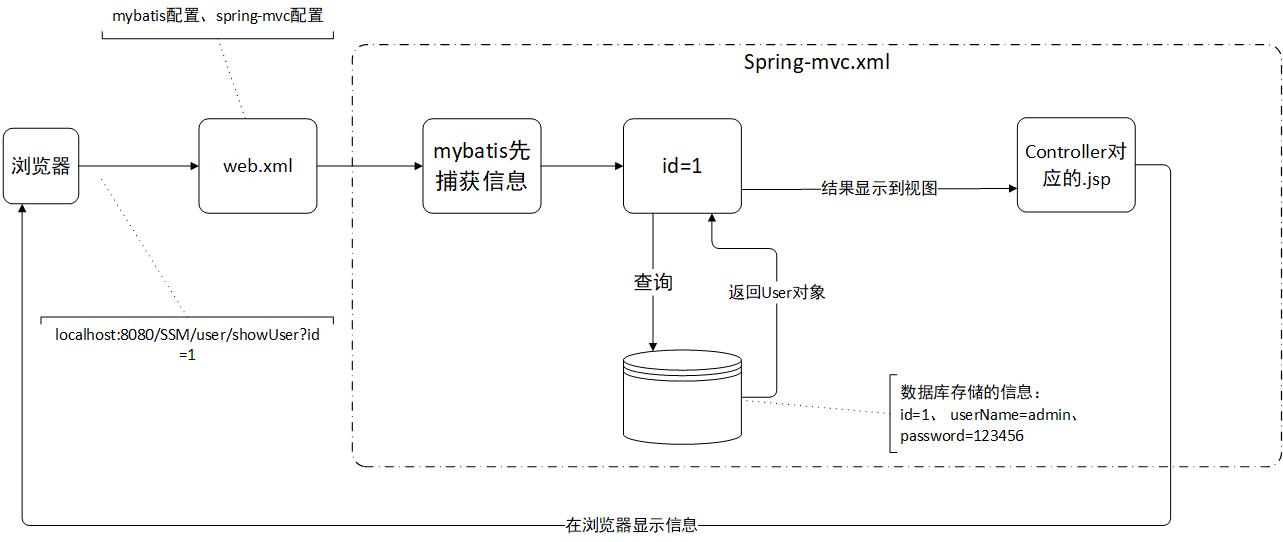 mybatis配置、spring-mvc配置
Spring-mvc.xml
浏览器
web.xml
mybatis先
捕获信息
id=1
结果显示到视图
Controller对
应的.jsp
查询
返回User对象
localhost:8080/SSM/user/showUser?id
=1
数据库存储的信息：
id=1、 userName=admin、
password=123456
在浏览器显示信息